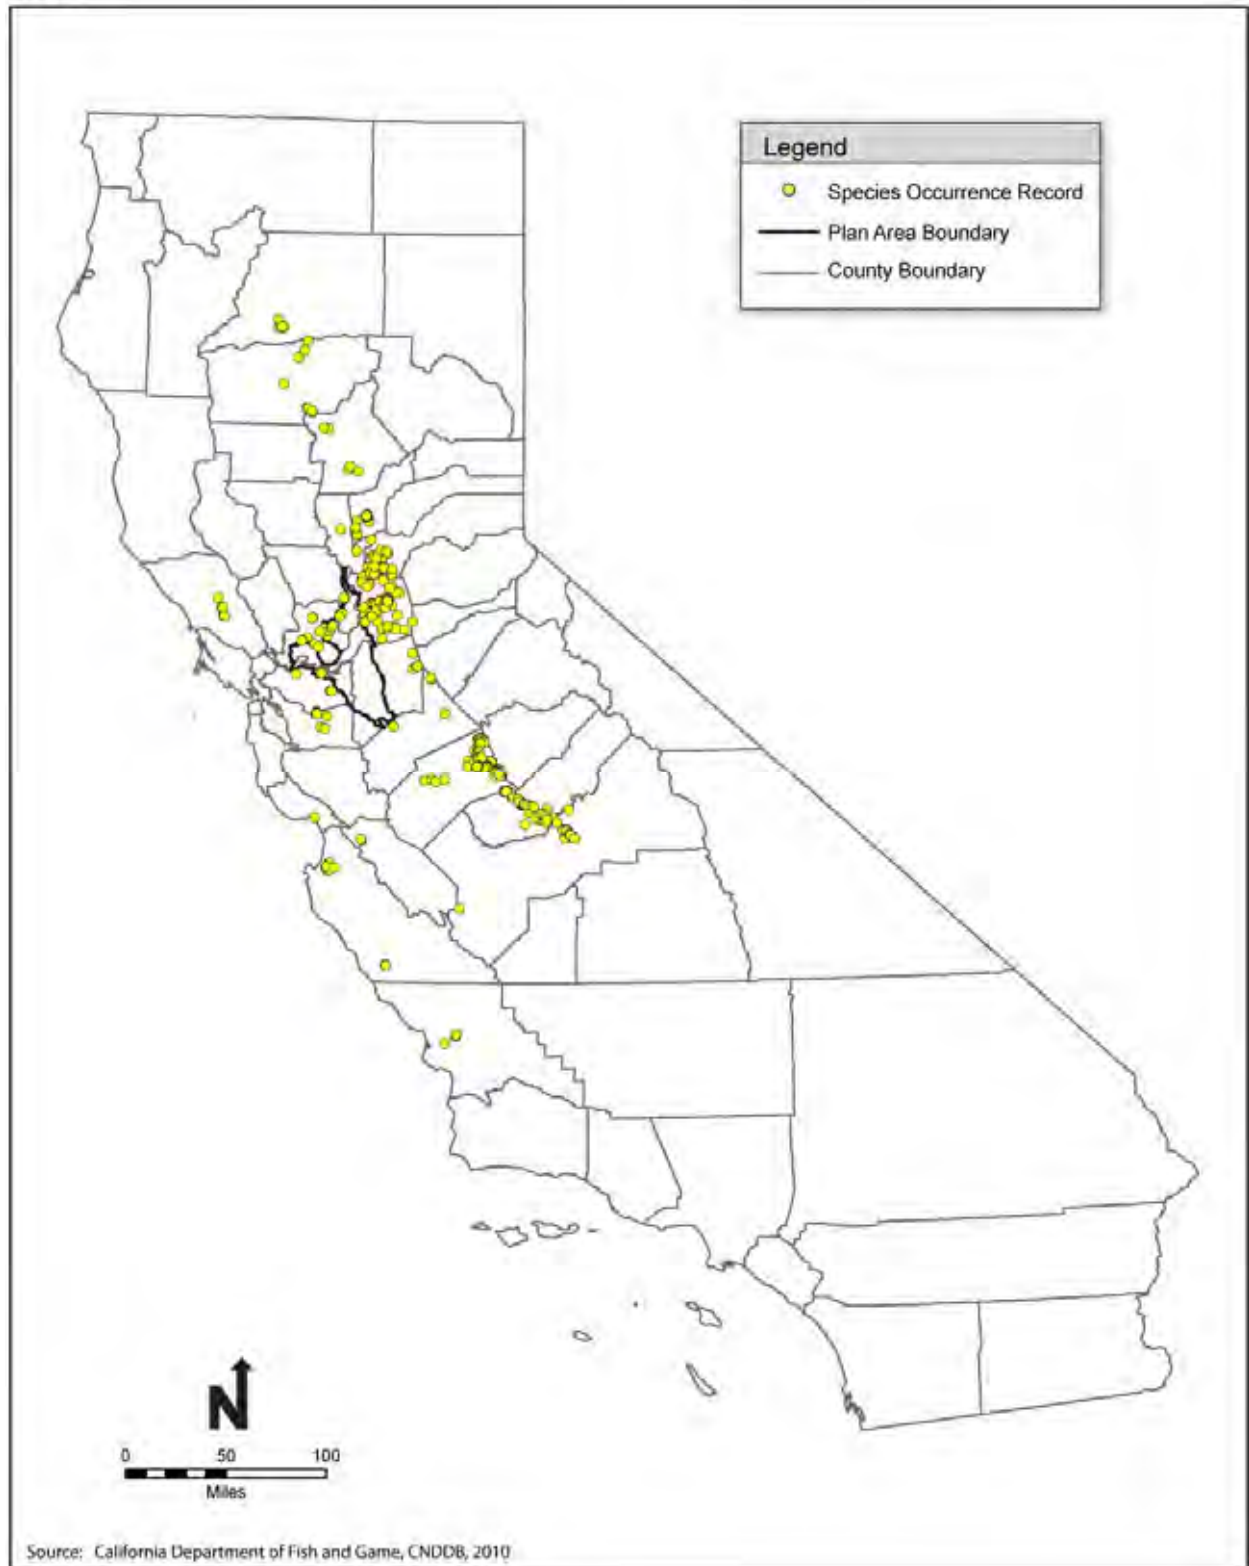 Legend
Species Occurrence Record
Plan Area Boundary
County Boundary
N
0 50 100
Miles
Source: California Department of Fish and Game, CNDDB, 2010